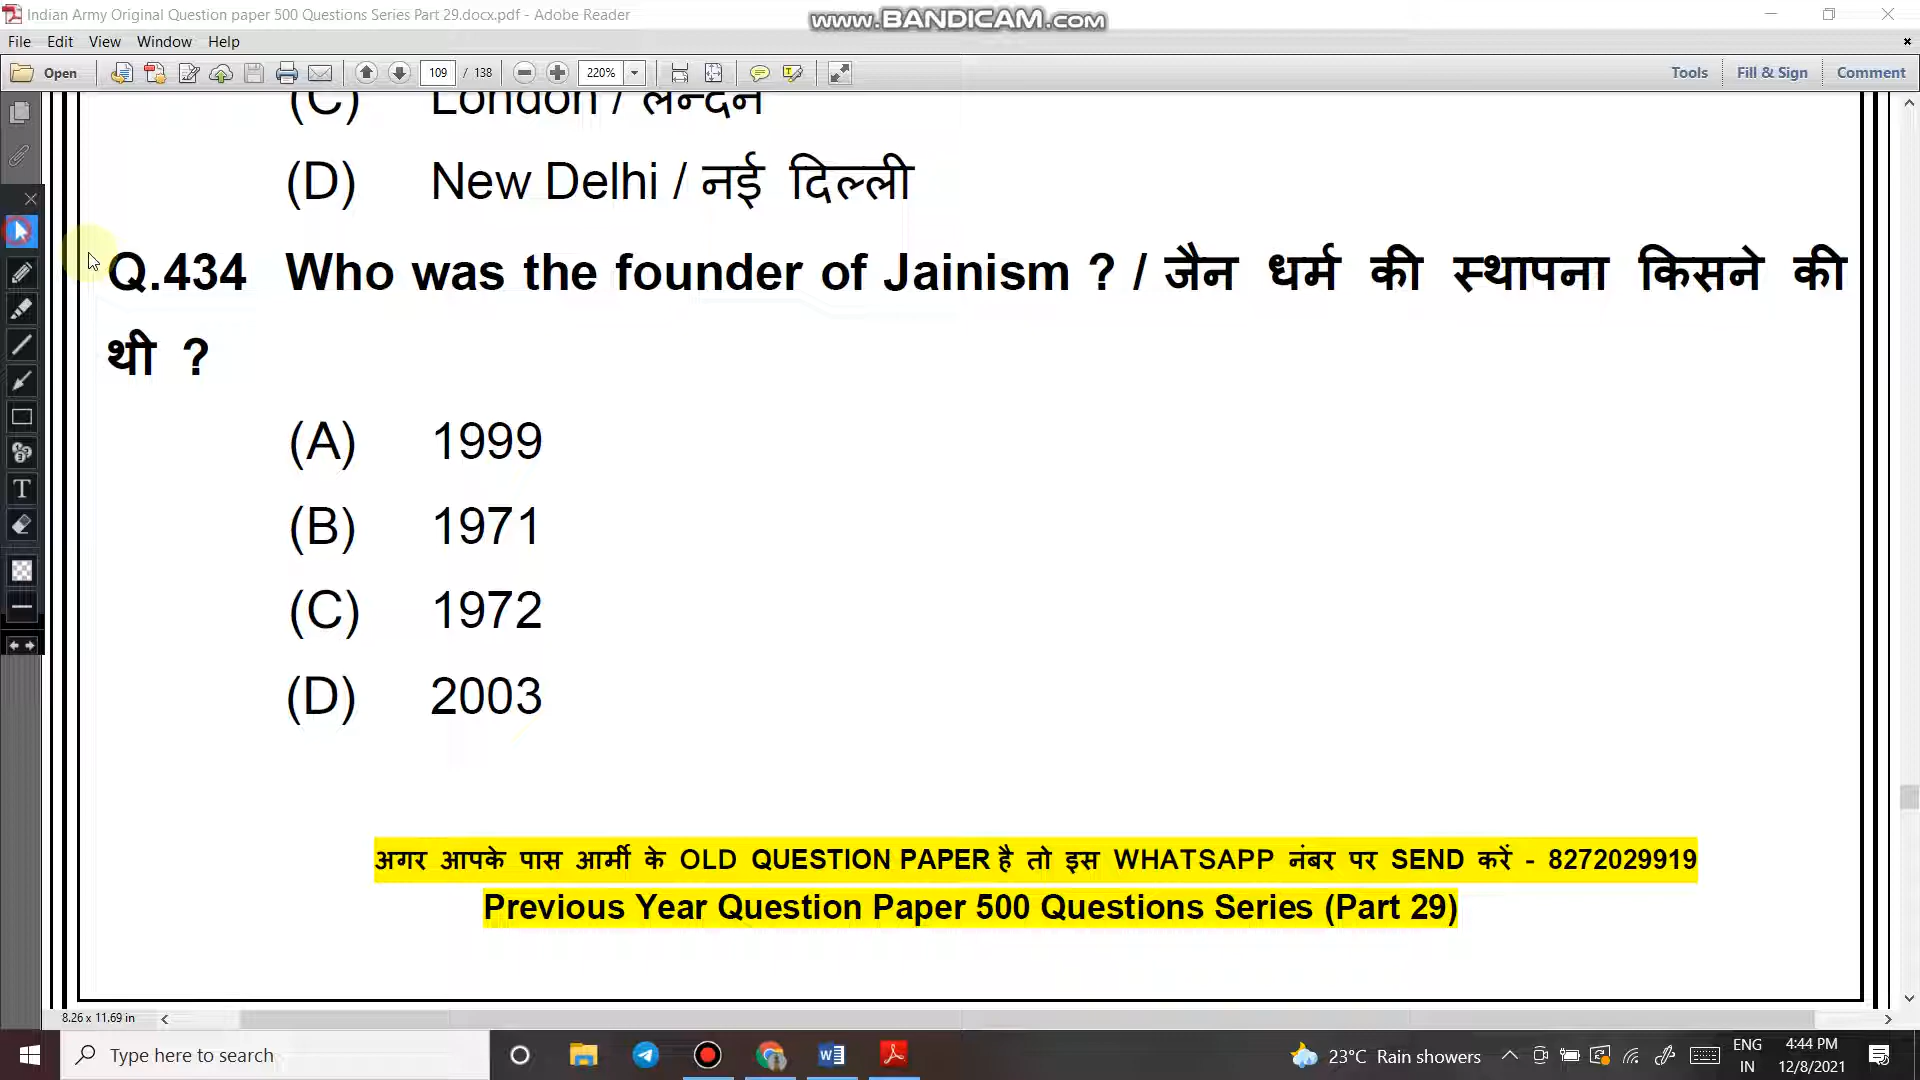 Indian Army Original Question paper 500 Questions Series Part 29.docx.pdf - Adobe Reader
www.BANDICAM.com
File Edit View Window Help
Open 109 / 138 220% Tools Fill & Sign Comment
(C) London / लन्दन
(D) New Delhi / नई दिल्ली
Q.434 Who was the founder of Jainism ? / जैन धर्म की स्थापना किसने की
थी ?
(A) 1999
(B) 1971
(C) 1972
(D) 2003
अगर आपके पास आर्मी के OLD QUESTION PAPER है तो इस WHATSAPP नंबर पर SEND करें - 8272029919
Previous Year Question Paper 500 Questions Series (Part 29)
8.26 x 11.69 in
Type here to search 23°C Rain showers ENG 4:44 PM
IN 12/8/2021